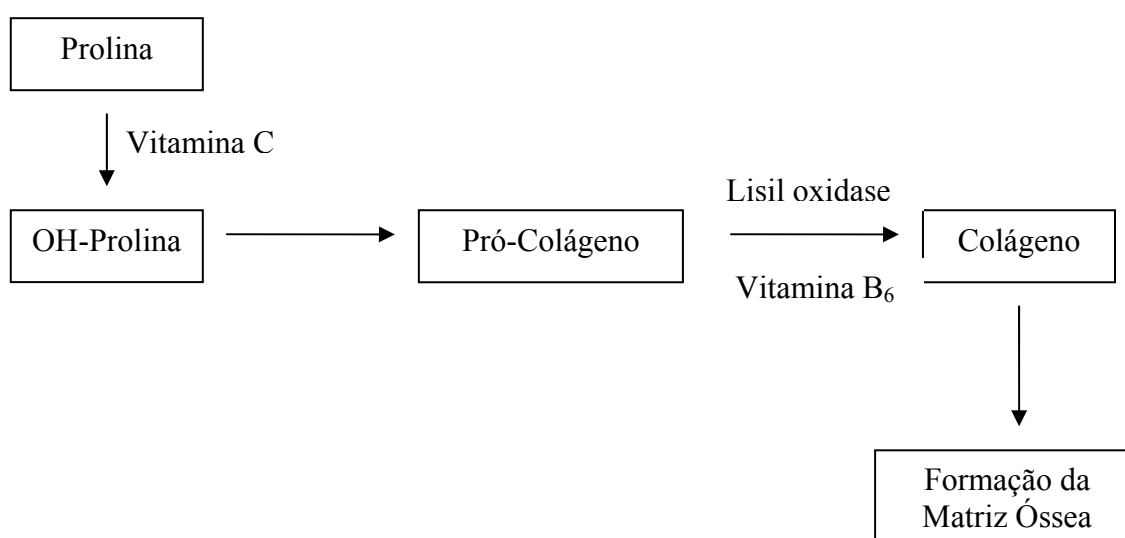 Prolina
Vitamina C
Lisil oxidase
OH-Prolina
Pró-Colágeno
Colágeno
Vitamina B₆
Formação da
Matriz Óssea